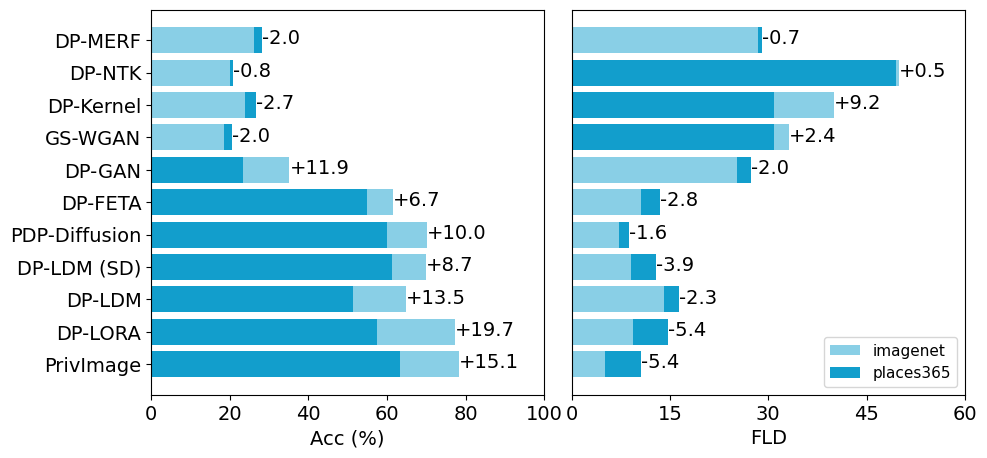 DP-MERF
DP-NTK
DP-Kernel
GS-WGAN
DP-GAN
DP-FETA
PDP-Diffusion
DP-LDM (SD)
DP-LDM
DP-LORA
PrivImage
-2.0
-0.8
-2.7
-2.0
+11.9
+6.7
+10.0
+8.7
+13.5
+19.7
+15.1
0 20 40 60 80 100
Acc (%)
-0.7
+0.5
+9.2
+2.4
-2.0
-2.8
-1.6
-3.9
-2.3
-5.4
-5.4
imagenet
places365
0 15 30 45 60
FLD